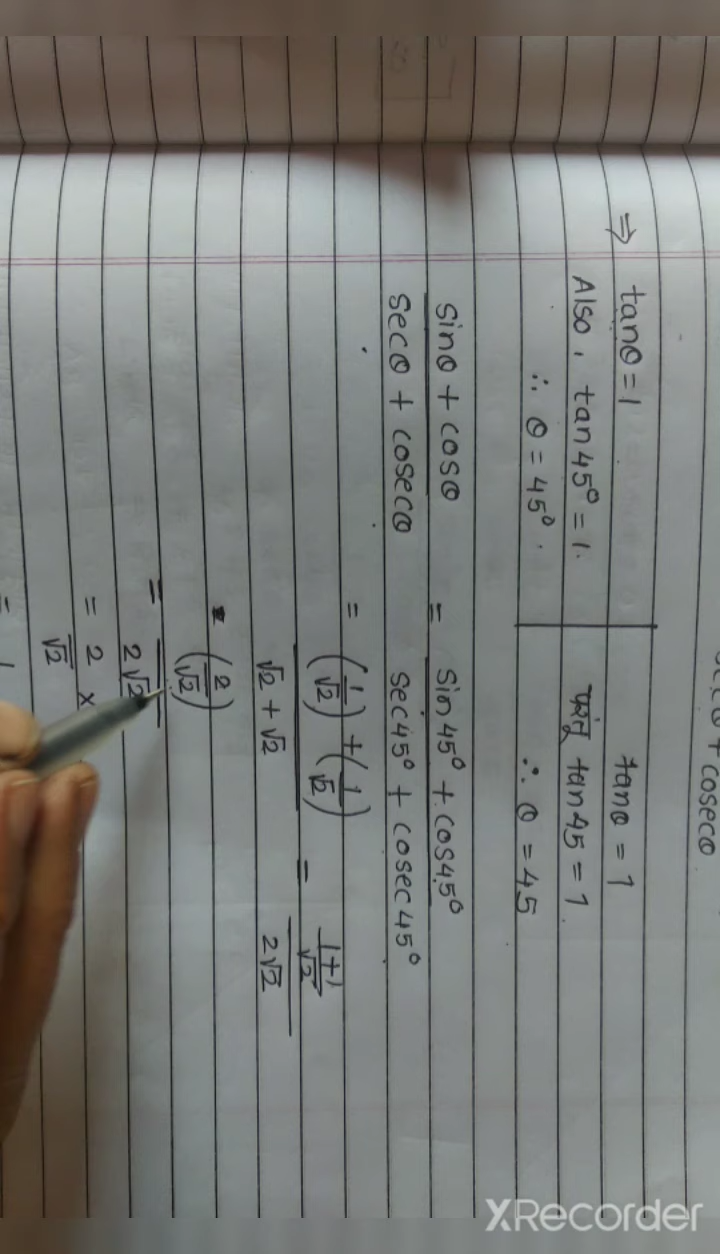 secθ + cosecθ
⇒ tanθ = 1
Also, tan45° = 1.
∴ θ = 45°.
tanθ = 1
परंतु tan45 = 1
∴ θ = 45
sinθ + cosθ = sin45° + cos45°
secθ + cosecθ sec45° + cosec45°
= (1/√2) + (1/√2) = 1+1/√2
√2 + √2 2√2
= (2/√2)
= 2√2
= 2 ×
√2
=
XRecorder